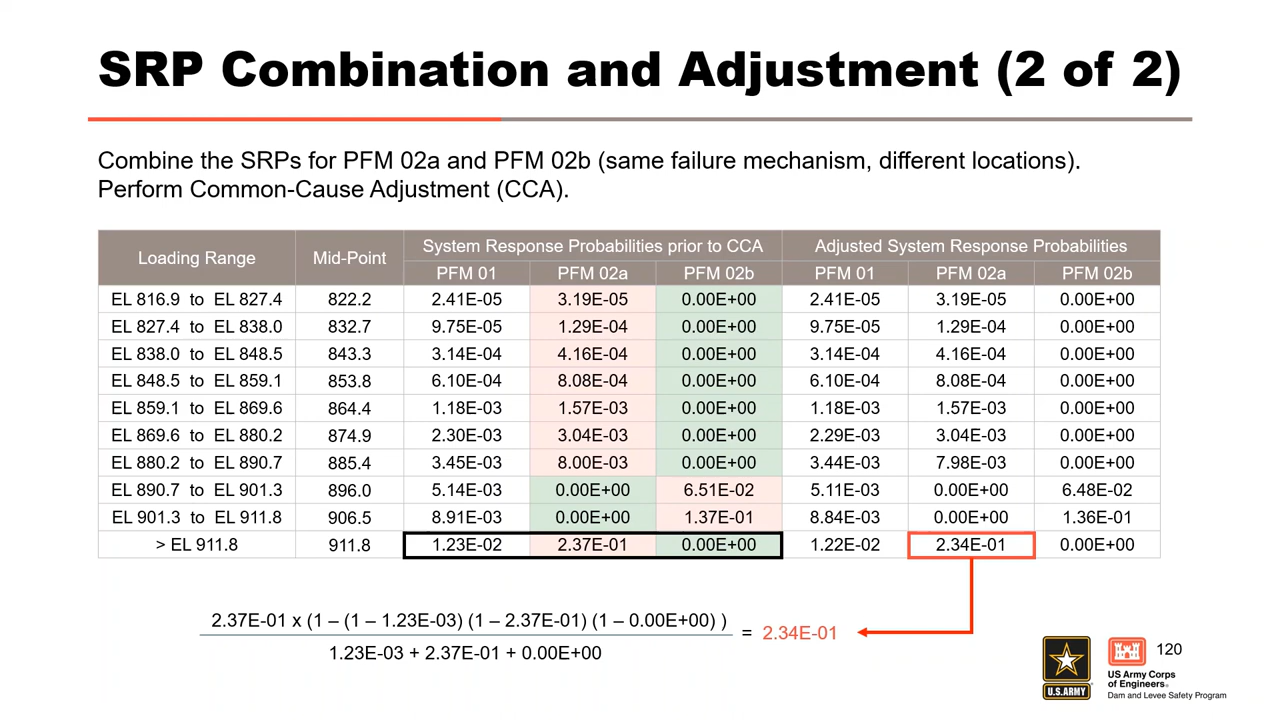 SRP Combination and Adjustment (2 of 2)
Combine the SRPs for PFM 02a and PFM 02b (same failure mechanism, different locations).
Perform Common-Cause Adjustment (CCA).
Loading Range Mid-Point System Response Probabilities prior to CCA Adjusted System Response Probabilities
PFM 01 PFM 02a PFM 02b PFM 01 PFM 02a PFM 02b
EL 816.9 to EL 827.4 822.2 2.41E-05 3.19E-05 0.00E+00 2.41E-05 3.19E-05 0.00E+00
EL 827.4 to EL 838.0 832.7 9.75E-05 1.29E-04 0.00E+00 9.75E-05 1.29E-04 0.00E+00
EL 838.0 to EL 848.5 843.3 3.14E-04 4.16E-04 0.00E+00 3.14E-04 4.16E-04 0.00E+00
EL 848.5 to EL 859.1 853.8 6.10E-04 8.08E-04 0.00E+00 6.10E-04 8.08E-04 0.00E+00
EL 859.1 to EL 869.6 864.4 1.18E-03 1.57E-03 0.00E+00 1.18E-03 1.57E-03 0.00E+00
EL 869.6 to EL 880.2 874.9 2.30E-03 3.04E-03 0.00E+00 2.29E-03 3.04E-03 0.00E+00
EL 880.2 to EL 890.7 885.4 3.45E-03 8.00E-03 0.00E+00 3.44E-03 7.98E-03 0.00E+00
EL 890.7 to EL 901.3 896.0 5.14E-03 0.00E+00 6.51E-02 5.11E-03 0.00E+00 6.48E-02
EL 901.3 to EL 911.8 906.5 8.91E-03 0.00E+00 1.37E-01 8.84E-03 0.00E+00 1.36E-01
> EL 911.8 911.8 1.23E-02 2.37E-01 0.00E+00 1.22E-02 2.34E-01 0.00E+00
2.37E-01 x (1 – (1 – 1.23E-03) (1 – 2.37E-01) (1 – 0.00E+00) )
1.23E-03 + 2.37E-01 + 0.00E+00
= 2.34E-01
U.S.ARMY
US Army Corps
of Engineers®
Dam and Levee Safety Program
120